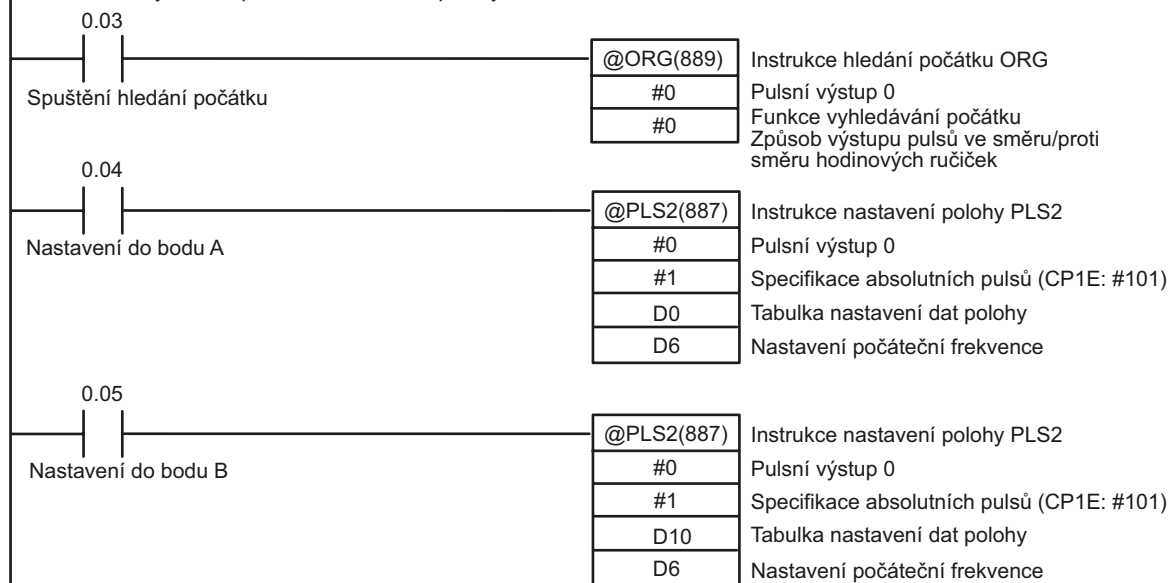 0.03
@ORG(889) Instrukce hledání počátku ORG
Spuštění hledání počátku
#0 Pulsní výstup 0
#0 Funkce vyhledávání počátku
Způsob výstupu pulsů ve směru/proti
směru hodinových ručiček
0.04
@PLS2(887) Instrukce nastavení polohy PLS2
Nastavení do bodu A
#0 Pulsní výstup 0
#1 Specifikace absolutních pulsů (CP1E: #101)
D0 Tabulka nastavení dat polohy
D6 Nastavení počáteční frekvence
0.05
@PLS2(887) Instrukce nastavení polohy PLS2
Nastavení do bodu B
#0 Pulsní výstup 0
#1 Specifikace absolutních pulsů (CP1E: #101)
D10 Tabulka nastavení dat polohy
D6 Nastavení počáteční frekvence